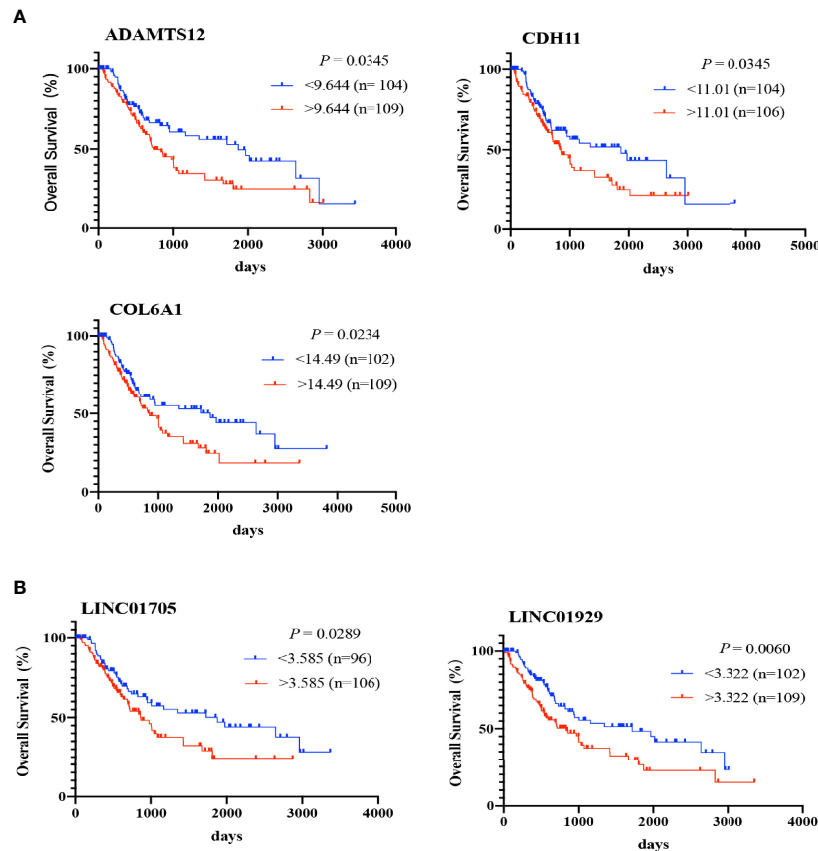 A
ADAMTS12
P = 0.0345
<9.644 (n= 104)
>9.644 (n=109)
Overall Survival (%)
100
50
0
0 1000 2000 3000 4000
days
CDH11
P = 0.0345
<11.01 (n=104)
>11.01 (n=106)
Overall Survival (%)
100
50
0
0 1000 2000 3000 4000 5000
days
COL6A1
P = 0.0234
<14.49 (n=102)
>14.49 (n=109)
Overall Survival (%)
100
50
0
0 1000 2000 3000 4000 5000
days
B
LINC01705
P = 0.0289
<3.585 (n=96)
>3.585 (n=106)
Overall Survival (%)
100
50
0
0 1000 2000 3000 4000
days
LINC01929
P = 0.0060
<3.322 (n=102)
>3.322 (n=109)
Overall Survival (%)
100
50
0
0 1000 2000 3000 4000
days